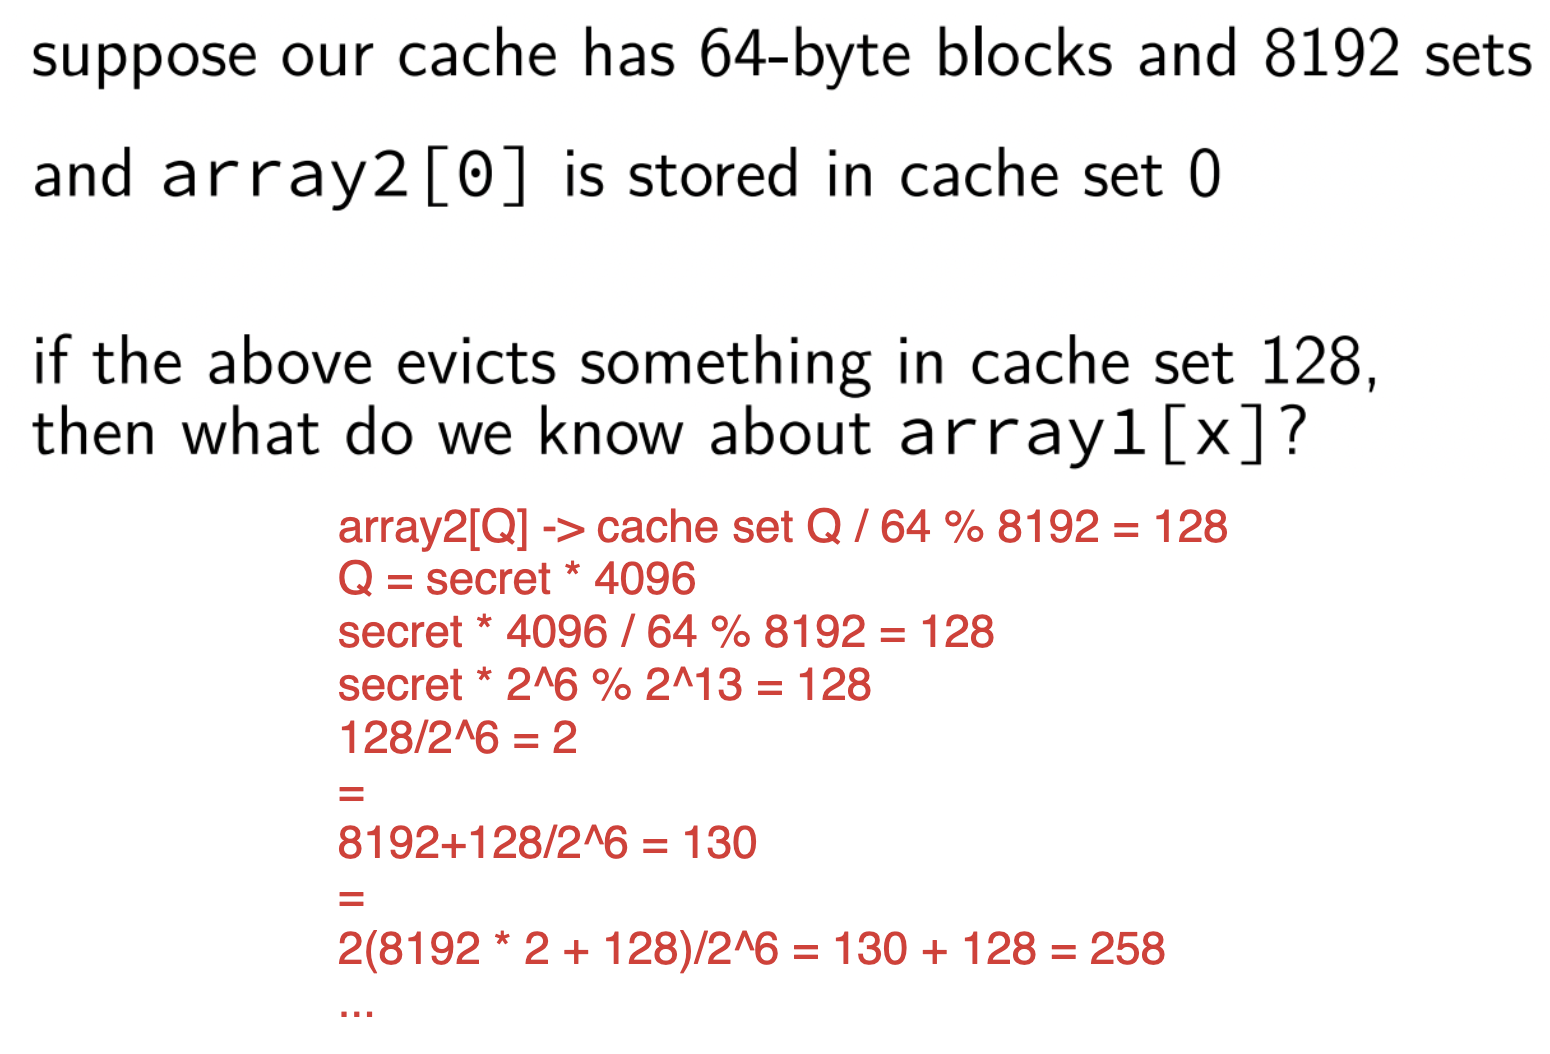 suppose our cache has 64-byte blocks and 8192 sets
and array2[0] is stored in cache set 0
if the above evicts something in cache set 128,
then what do we know about array1[x]?
array2[Q] -> cache set Q / 64 % 8192 = 128
Q = secret * 4096
secret * 4096 / 64 % 8192 = 128
secret * 2^6 % 2^13 = 128
128/2^6 = 2
=
8192+128/2^6 = 130
=
2(8192 * 2 + 128)/2^6 = 130 + 128 = 258
...